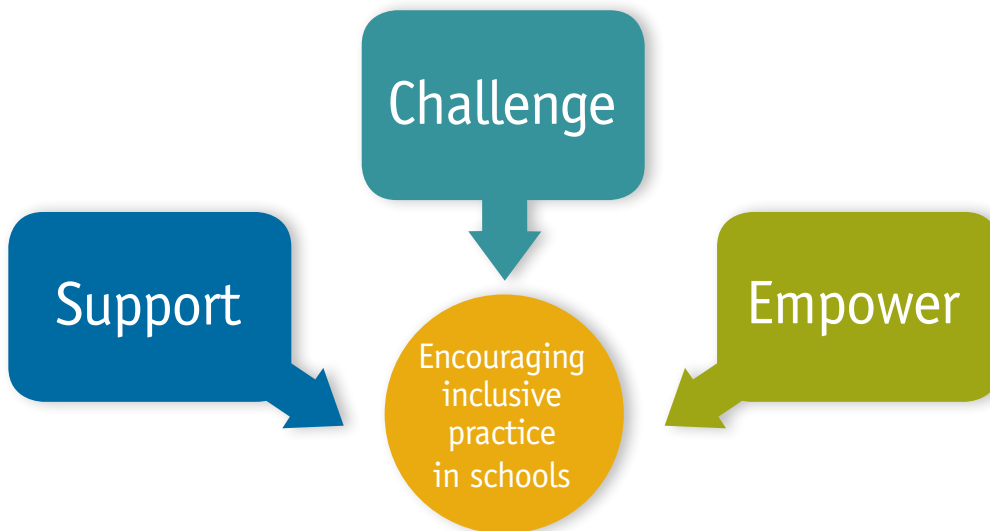 Challenge
Support
Empower
Encouraging
inclusive
practice
in schools